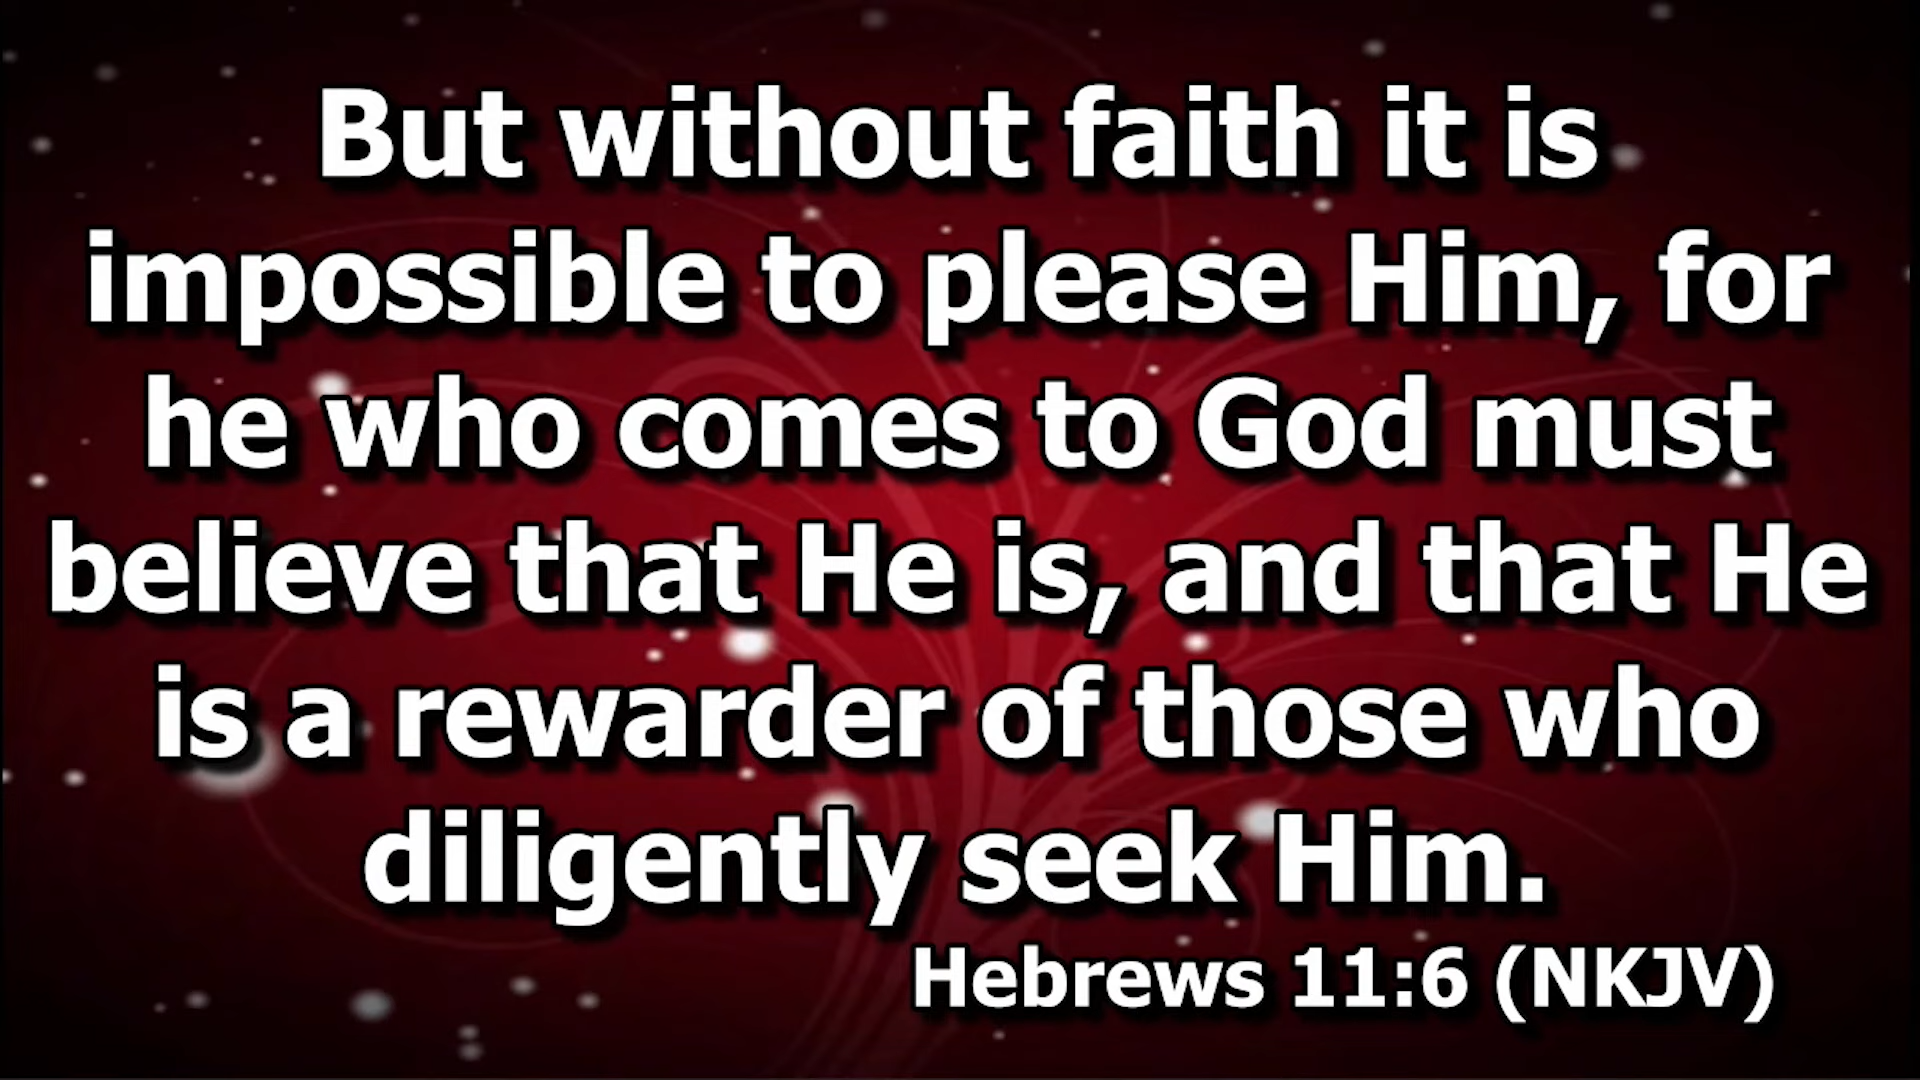 But without faith it is
impossible to please Him, for
he who comes to God must
believe that He is, and that He
is a rewarder of those who
diligently seek Him.
Hebrews 11:6 (NKJV)